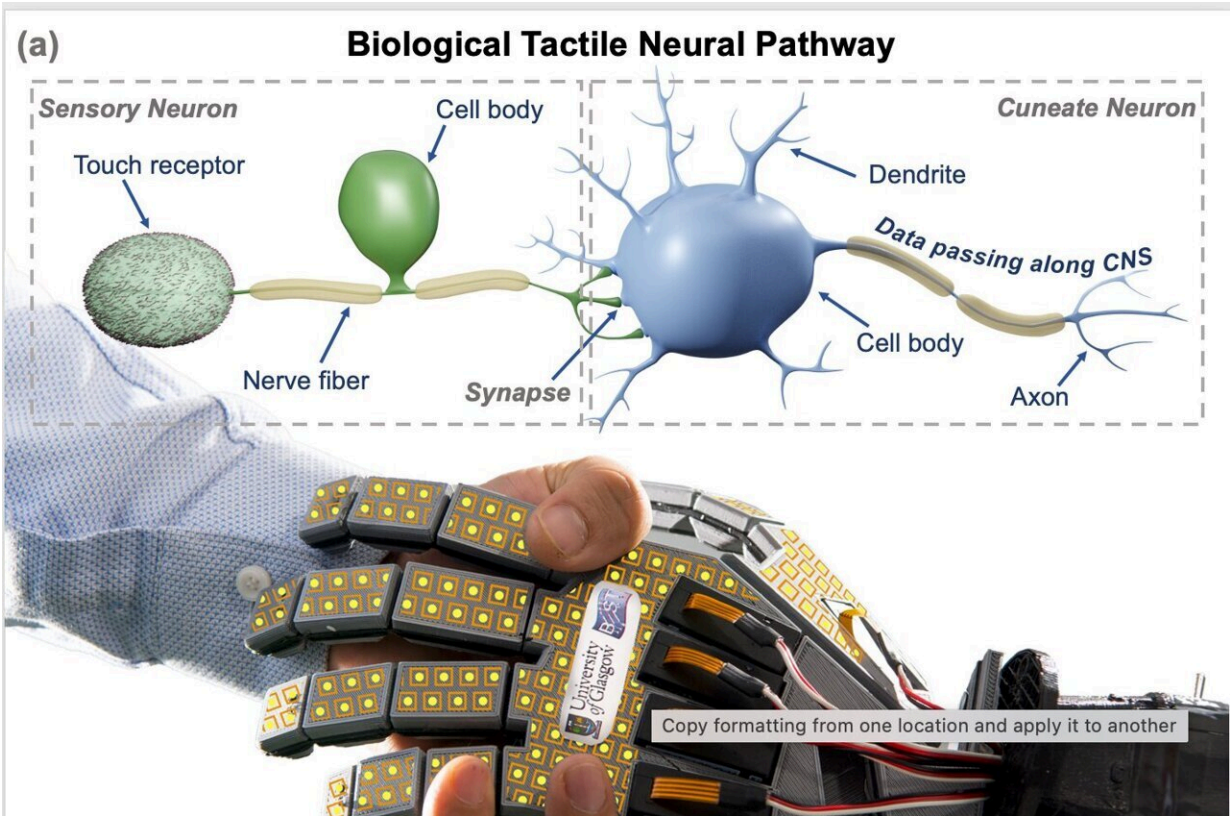 (a)
Biological Tactile Neural Pathway
Sensory Neuron
Cell body
Cuneate Neuron
Touch receptor
Dendrite
Data passing along CNS
Nerve fiber
Synapse
Cell body
Axon
University
of Glasgow
BEST
Copy formatting from one location and apply it to another